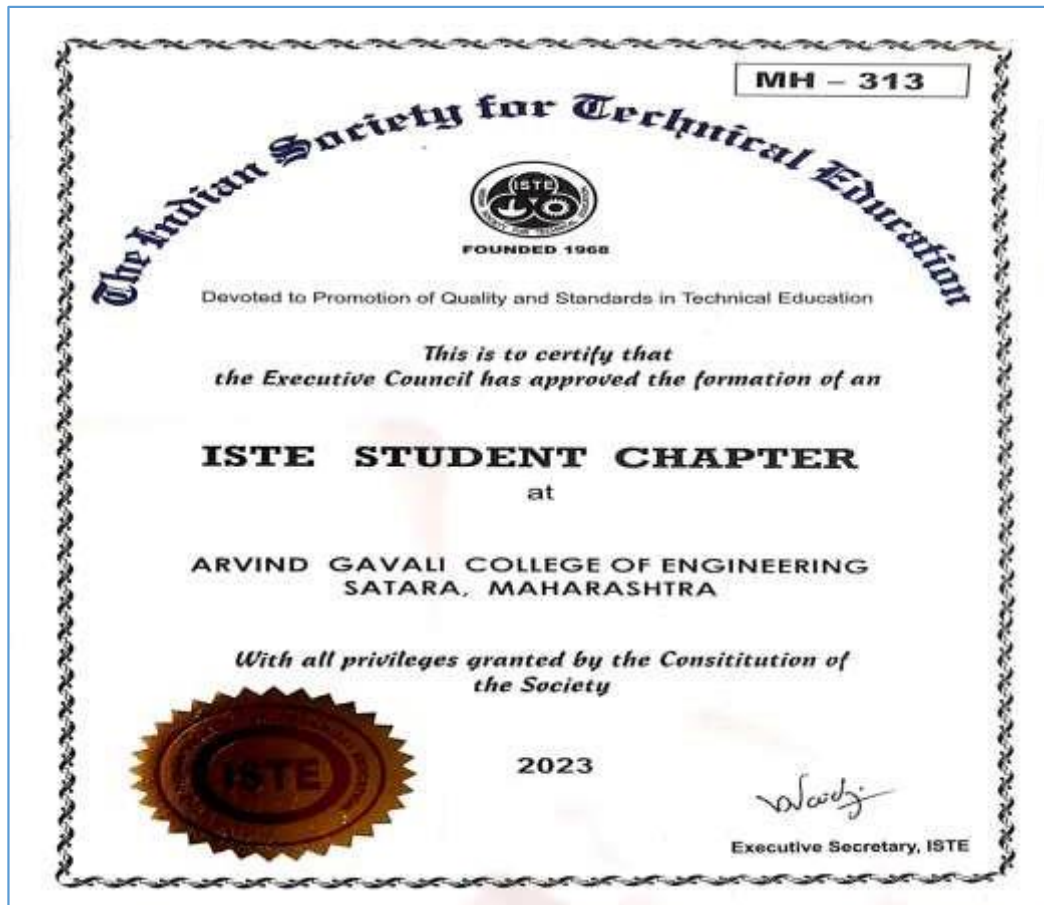 MH – 313
The Indian Society for Technical Education
ISTE
FOUNDED 1968
Devoted to Promotion of Quality and Standards in Technical Education
This is to certify that
the Executive Council has approved the formation of an
ISTE STUDENT CHAPTER
at
ARVIND GAVALI COLLEGE OF ENGINEERING
SATARA, MAHARASHTRA
With all privileges granted by the Consititution of
the Society
ISTE
2023
Executive Secretary, ISTE